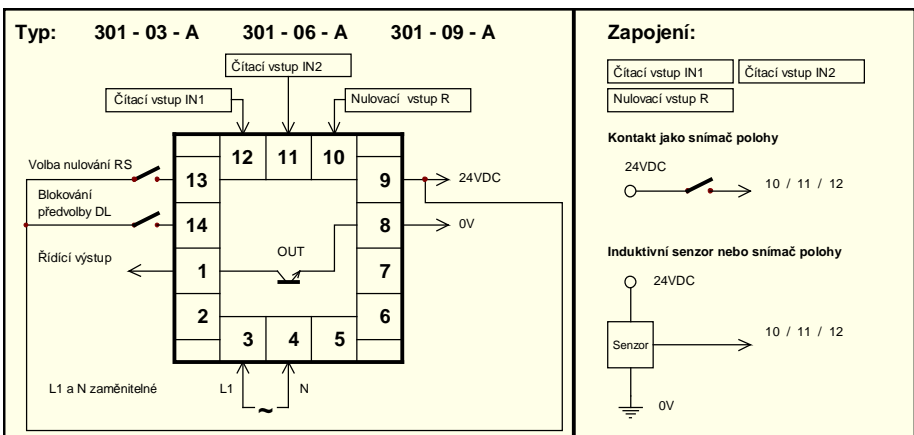 Typ: 301 - 03 - A 301 - 06 - A 301 - 09 - A
Čítací vstup IN2
Čítací vstup IN1
Nulovací vstup R
12 11 10
Volba nulování RS
13
9
24VDC
Blokování
předvolby DL
14
8
0V
Řídící výstup
1
OUT
7
2
6
3 4 5
L1 a N zaměnitelné
L1
N
~
Zapojení:
Čítací vstup IN1
Čítací vstup IN2
Nulovací vstup R
Kontakt jako snímač polohy
24VDC
10 / 11 / 12
Induktivní senzor nebo snímač polohy
24VDC
Senzor
10 / 11 / 12
0V